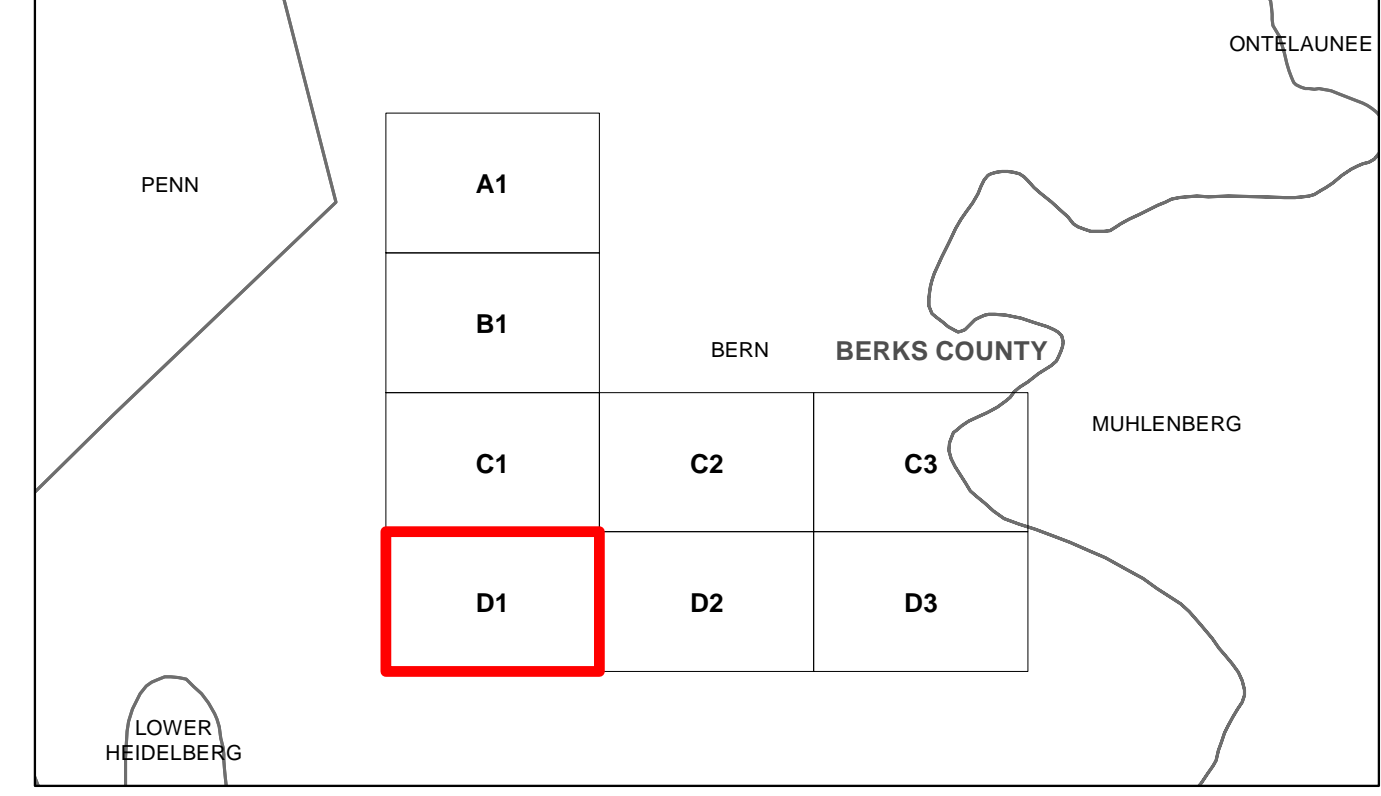 ONTELAUNEE
PENN
A1
B1
BERN
BERKS COUNTY
MUHLENBERG
C1
C2
C3
D1
D2
D3
LOWER
HEIDELBERG